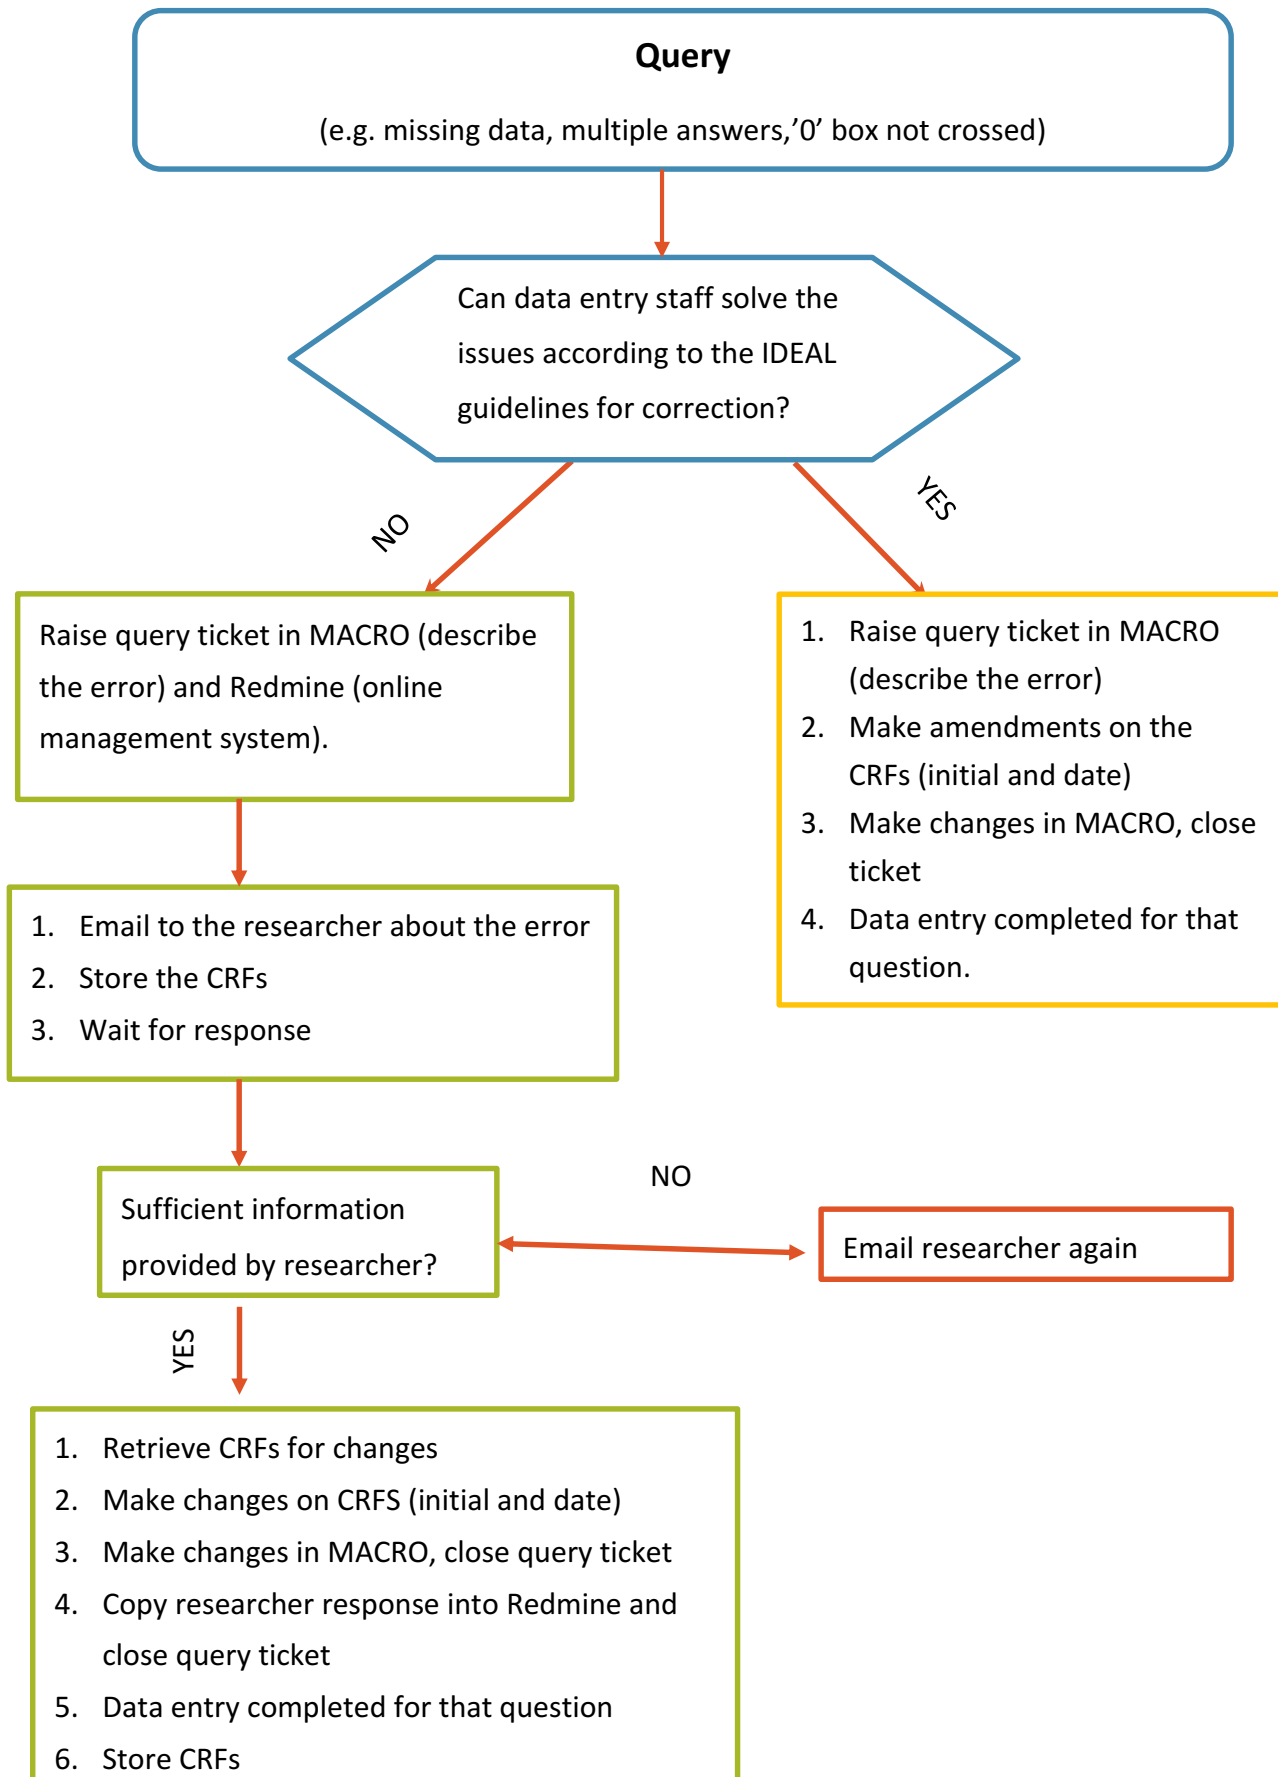 Query
(e.g. missing data, multiple answers,’0’ box not crossed)
Can data entry staff solve the
issues according to the IDEAL
guidelines for correction?
NO
YES
Raise query ticket in MACRO (describe
the error) and Redmine (online
management system).
1. Raise query ticket in MACRO
(describe the error)
2. Make amendments on the
CRFs (initial and date)
3. Make changes in MACRO, close
ticket
4. Data entry completed for that
question.
1. Email to the researcher about the error
2. Store the CRFs
3. Wait for response
Sufficient information
provided by researcher?
NO
Email researcher again
YES
1. Retrieve CRFs for changes
2. Make changes on CRFS (initial and date)
3. Make changes in MACRO, close query ticket
4. Copy researcher response into Redmine and
close query ticket
5. Data entry completed for that question
6. Store CRFs